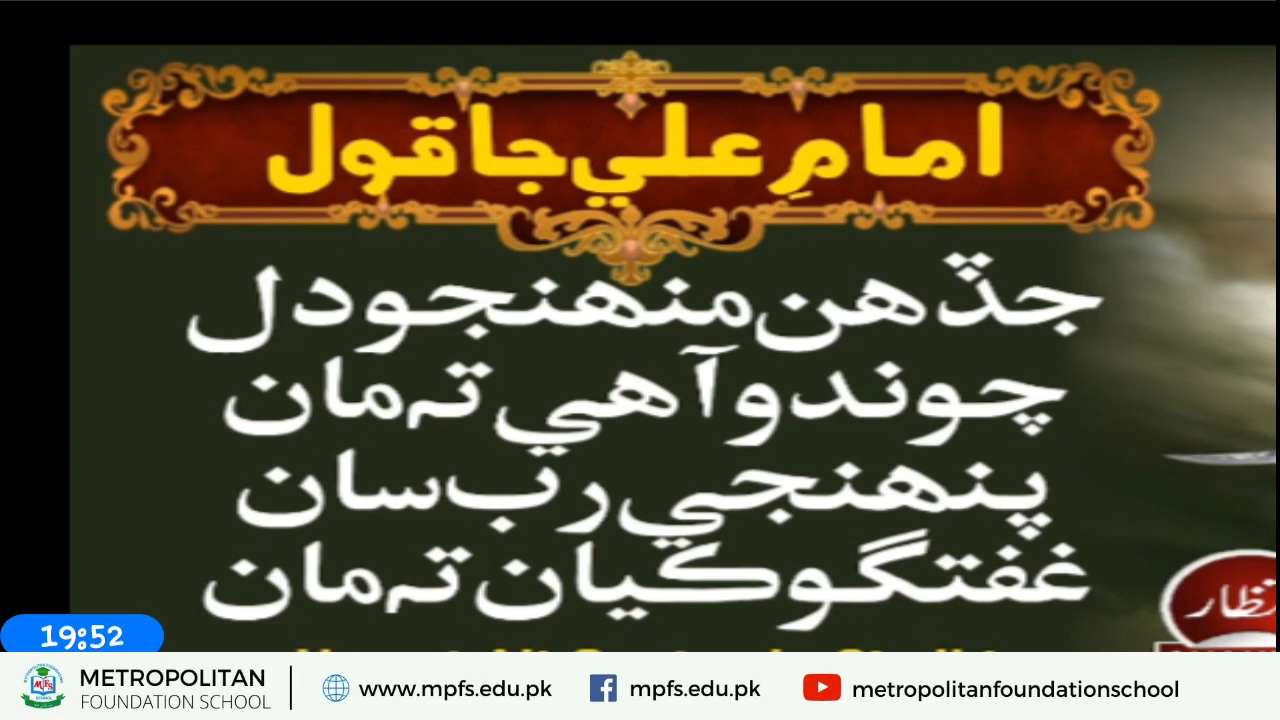 امامِ علي جا قول
جڏهن منهنجو دل
چوندو آهي ته مان
پنهنجي رب سان
غفتگو ڪيان ته مان
19:52
METROPOLITAN
FOUNDATION SCHOOL
www.mpfs.edu.pk
mpfs.edu.pk
metropolitanfoundationschool